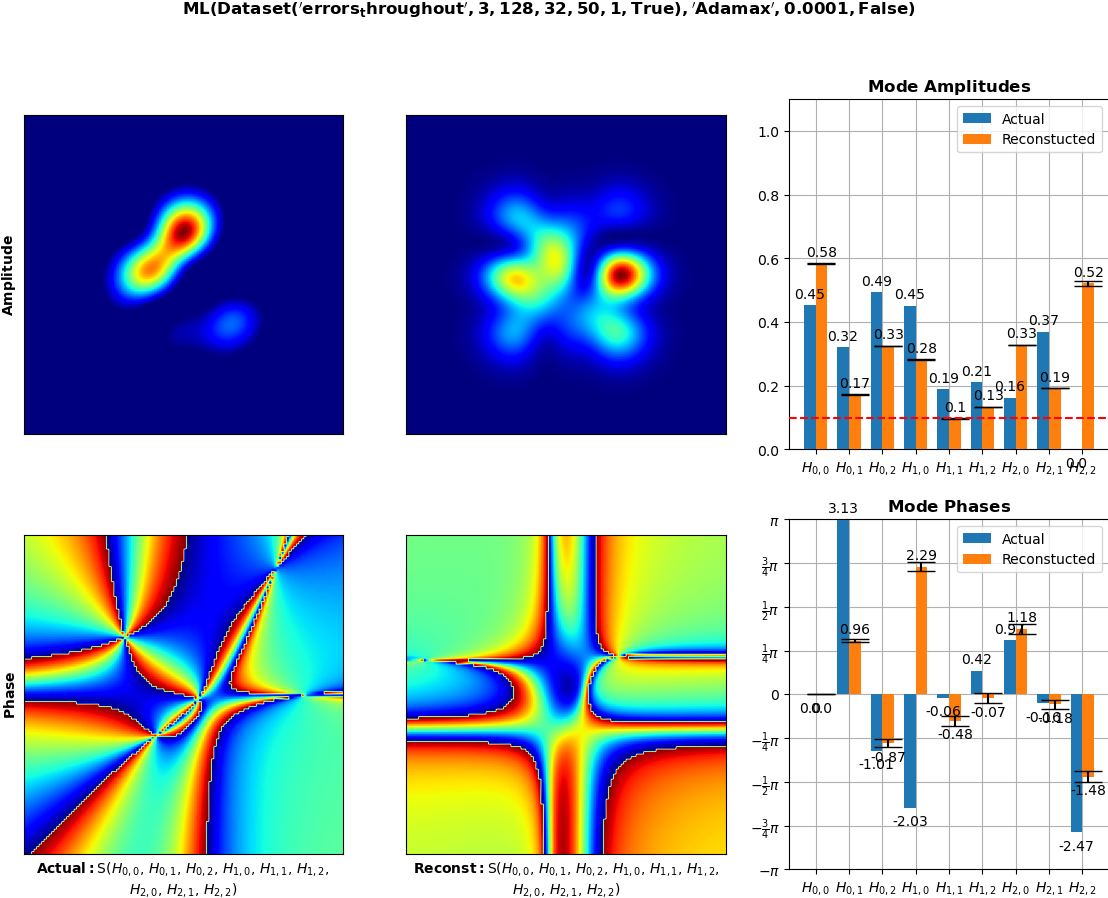 ML(Dataset('errors_throughout', 3, 128, 32, 50, 1, True), 'Adamax', 0.0001, False)
Amplitude
Mode Amplitudes
Actual
Reconstucted
1.0
0.8
0.6
0.4
0.2
0.0
0.45
0.58
0.32
0.17
0.49
0.33
0.45
0.28
0.19
0.1
0.21
0.13
0.16
0.33
0.37
0.19
0.0
0.52
H0,0 H0,1 H0,2 H1,0 H1,1 H1,2 H2,0 H2,1 H2,2
Phase
Actual: S(H0,0, H0,1, H0,2, H1,0, H1,1, H1,2,
H2,0, H2,1, H2,2)
Reconst: S(H0,0, H0,1, H0,2, H1,0, H1,1, H1,2,
H2,0, H2,1, H2,2)
Mode Phases
Actual
Reconstucted
π
3/4π
1/2π
1/4π
0
−1/4π
−1/2π
−3/4π
−π
0.0
0.0
3.13
0.96
-1.01
-0.87
-2.03
2.29
-0.06
-0.48
0.42
-0.07
1.18
-0.16
-0.18
-2.47
-1.48
H0,0 H0,1 H0,2 H1,0 H1,1 H1,2 H2,0 H2,1 H2,2